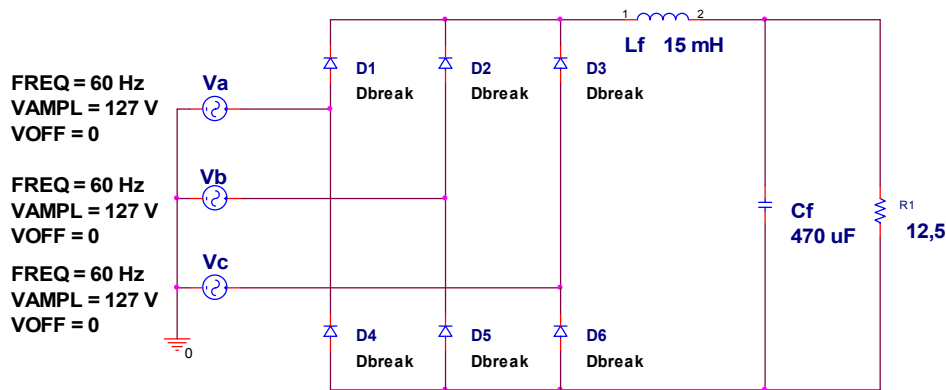 1 2
Lf 15 mH
D1
Dbreak
D2
Dbreak
D3
Dbreak
FREQ = 60 Hz
VAMPL = 127 V
VOFF = 0
Va
FREQ = 60 Hz
VAMPL = 127 V
VOFF = 0
Vb
Cf
470 uF
R1
12,5
FREQ = 60 Hz
VAMPL = 127 V
VOFF = 0
Vc
D4
Dbreak
D5
Dbreak
D6
Dbreak
0